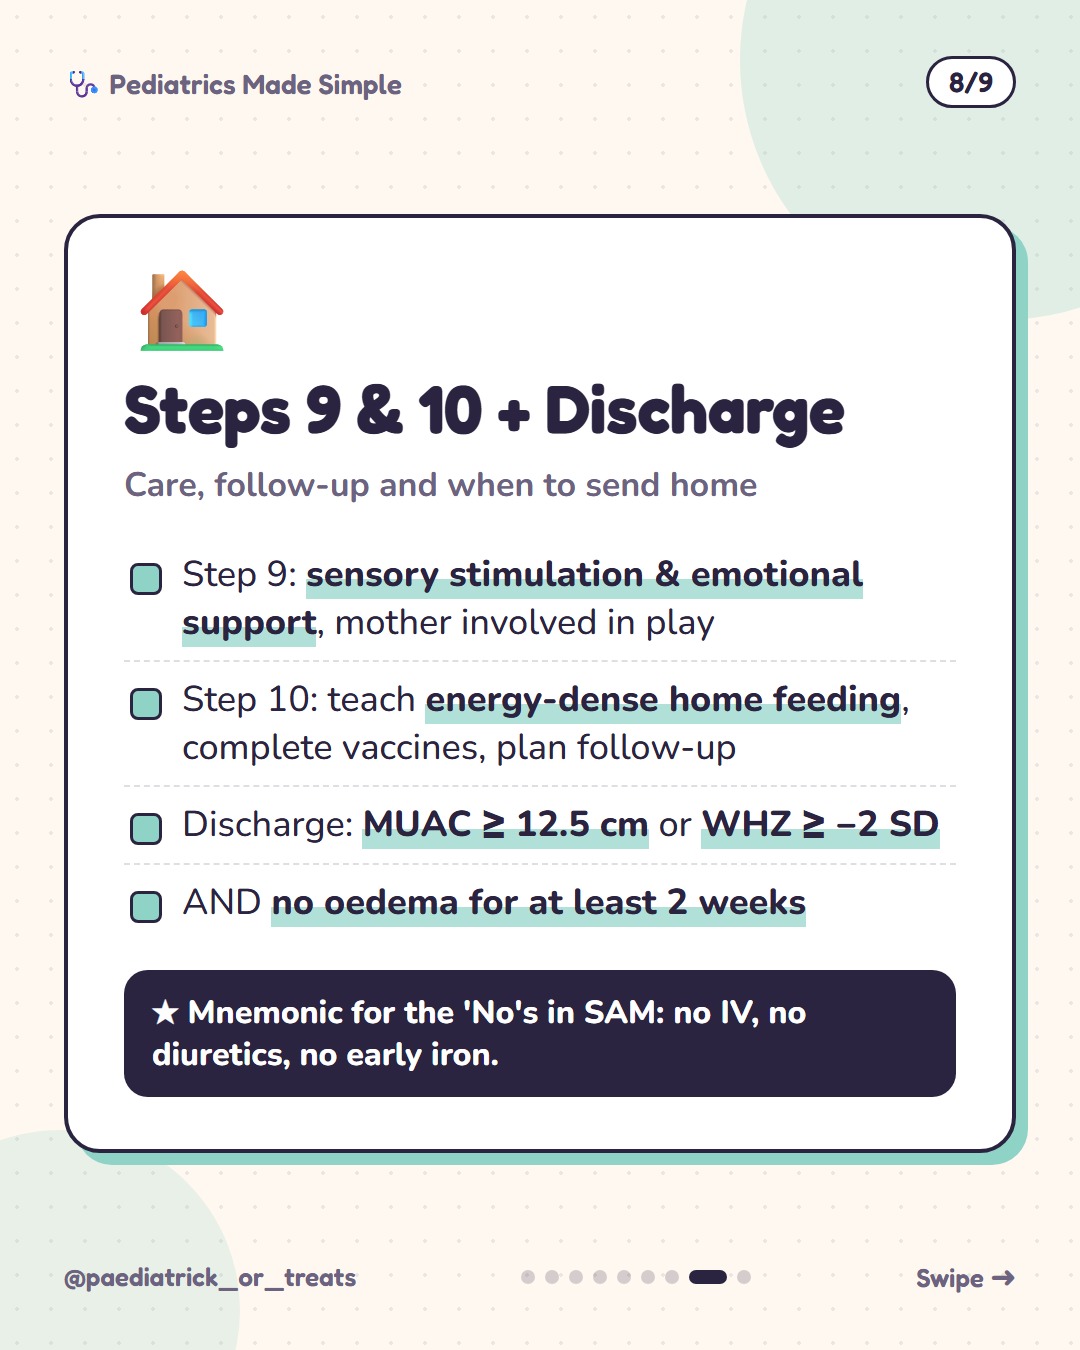 Pediatrics Made Simple
8/9
Steps 9 & 10 + Discharge
Care, follow-up and when to send home
Step 9: sensory stimulation & emotional
support, mother involved in play
Step 10: teach energy-dense home feeding,
complete vaccines, plan follow-up
Discharge: MUAC ≥ 12.5 cm or WHZ ≥ −2 SD
AND no oedema for at least 2 weeks
★ Mnemonic for the 'No's in SAM: no IV, no
diuretics, no early iron.
@paediatrick_or_treats
Swipe →